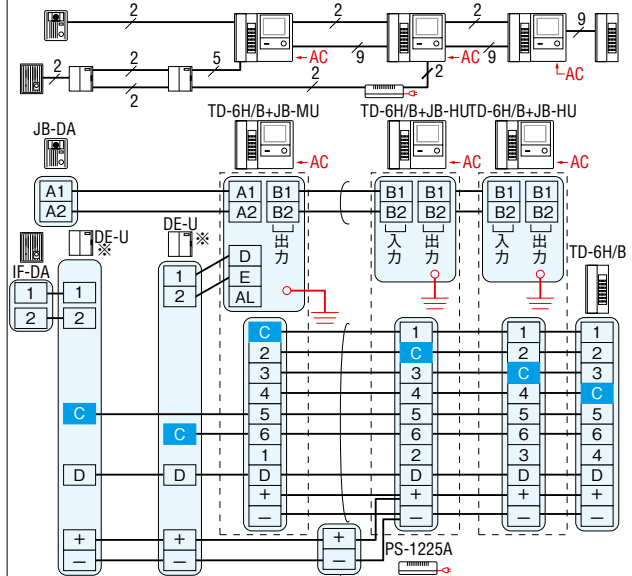 2 2 2 9
2 2 5 9 9
AC AC AC
2 2 2
TD-6H/B+JB-MU TD-6H/B+JB-HU TD-6H/B+JB-HU
JB-DA
AC AC AC
A1 A1 B1 B1 B1 B1 B1
A2 A2 B2 B2 B2 B2 B2
出力 入力 出力 入力 出力
DE-U ※ DE-U ※
TD-6H/B
IF-DA
D
1 E
2 AL
1 1
2 2
C 1 1 1
2 C 2 2
3 3 C 3
4 4 4 C
C 5 5 5 5
C 6 6 6 6
1 2 3 4
D D D D D D
+ + + +
― ― ― ―
+ + +
― ― ―
PS-1225A